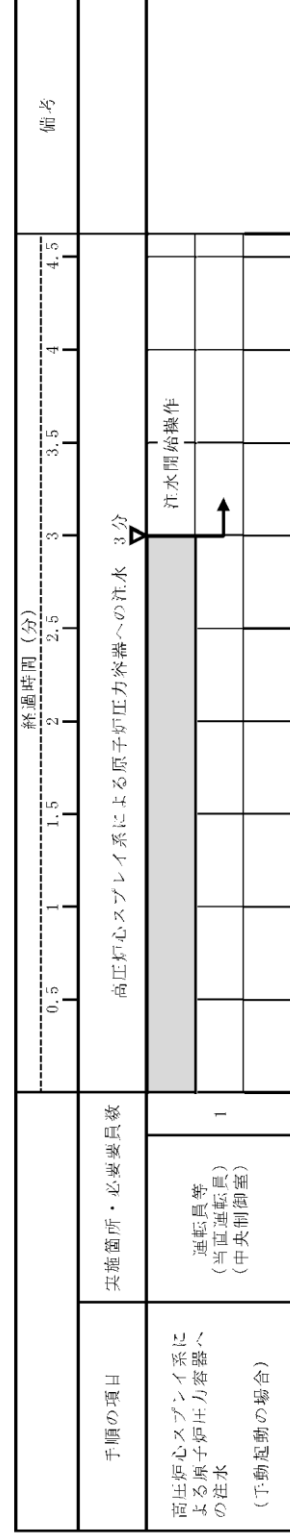 経過時間(分)
備考
0.5 1 1.5 2 2.5 3 3.5 4 4.5
手順の項目
実施箇所・必要要員数
高圧炉心スプレイ系による原子炉圧力容器への注水 3分
高圧炉心スプレイ系に
よる原子炉圧力容器へ
の注水
(手動起動の場合)
運転員等
(当直運転員)
(中央制御室)
1
注水開始操作